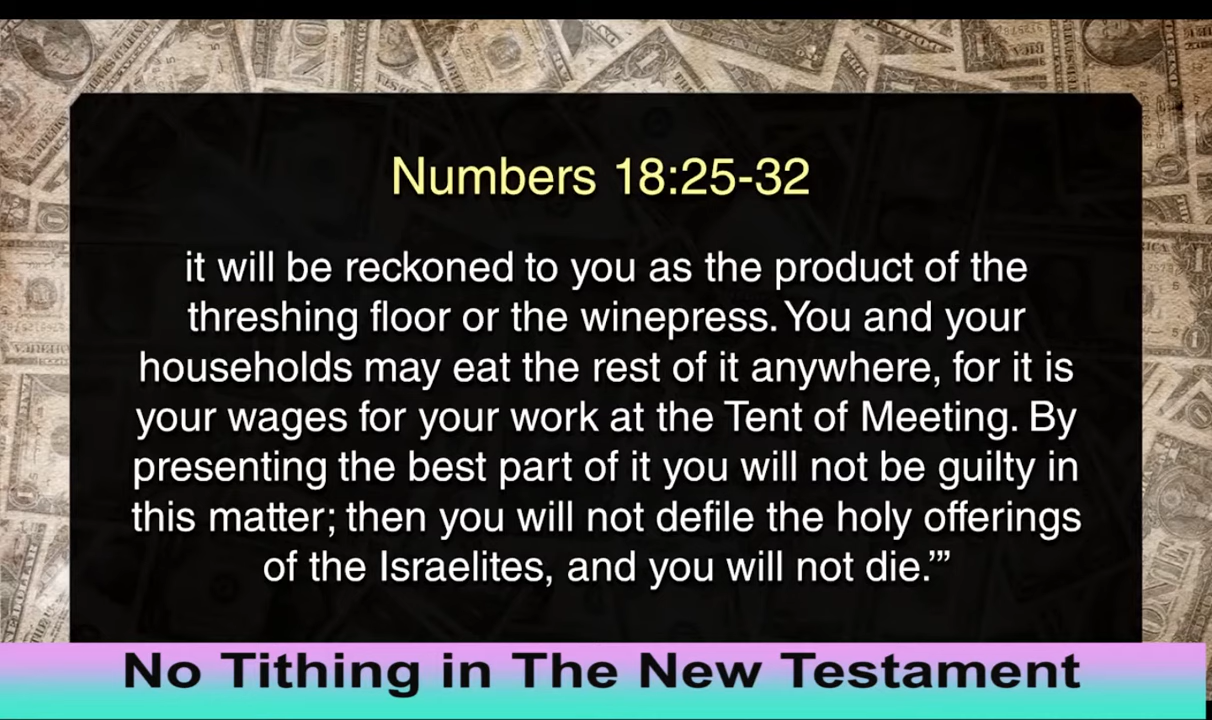 Numbers 18:25-32
it will be reckoned to you as the product of the
threshing floor or the winepress. You and your
households may eat the rest of it anywhere, for it is
your wages for your work at the Tent of Meeting. By
presenting the best part of it you will not be guilty in
this matter; then you will not defile the holy offerings
of the Israelites, and you will not die.’”
No Tithing in The New Testament